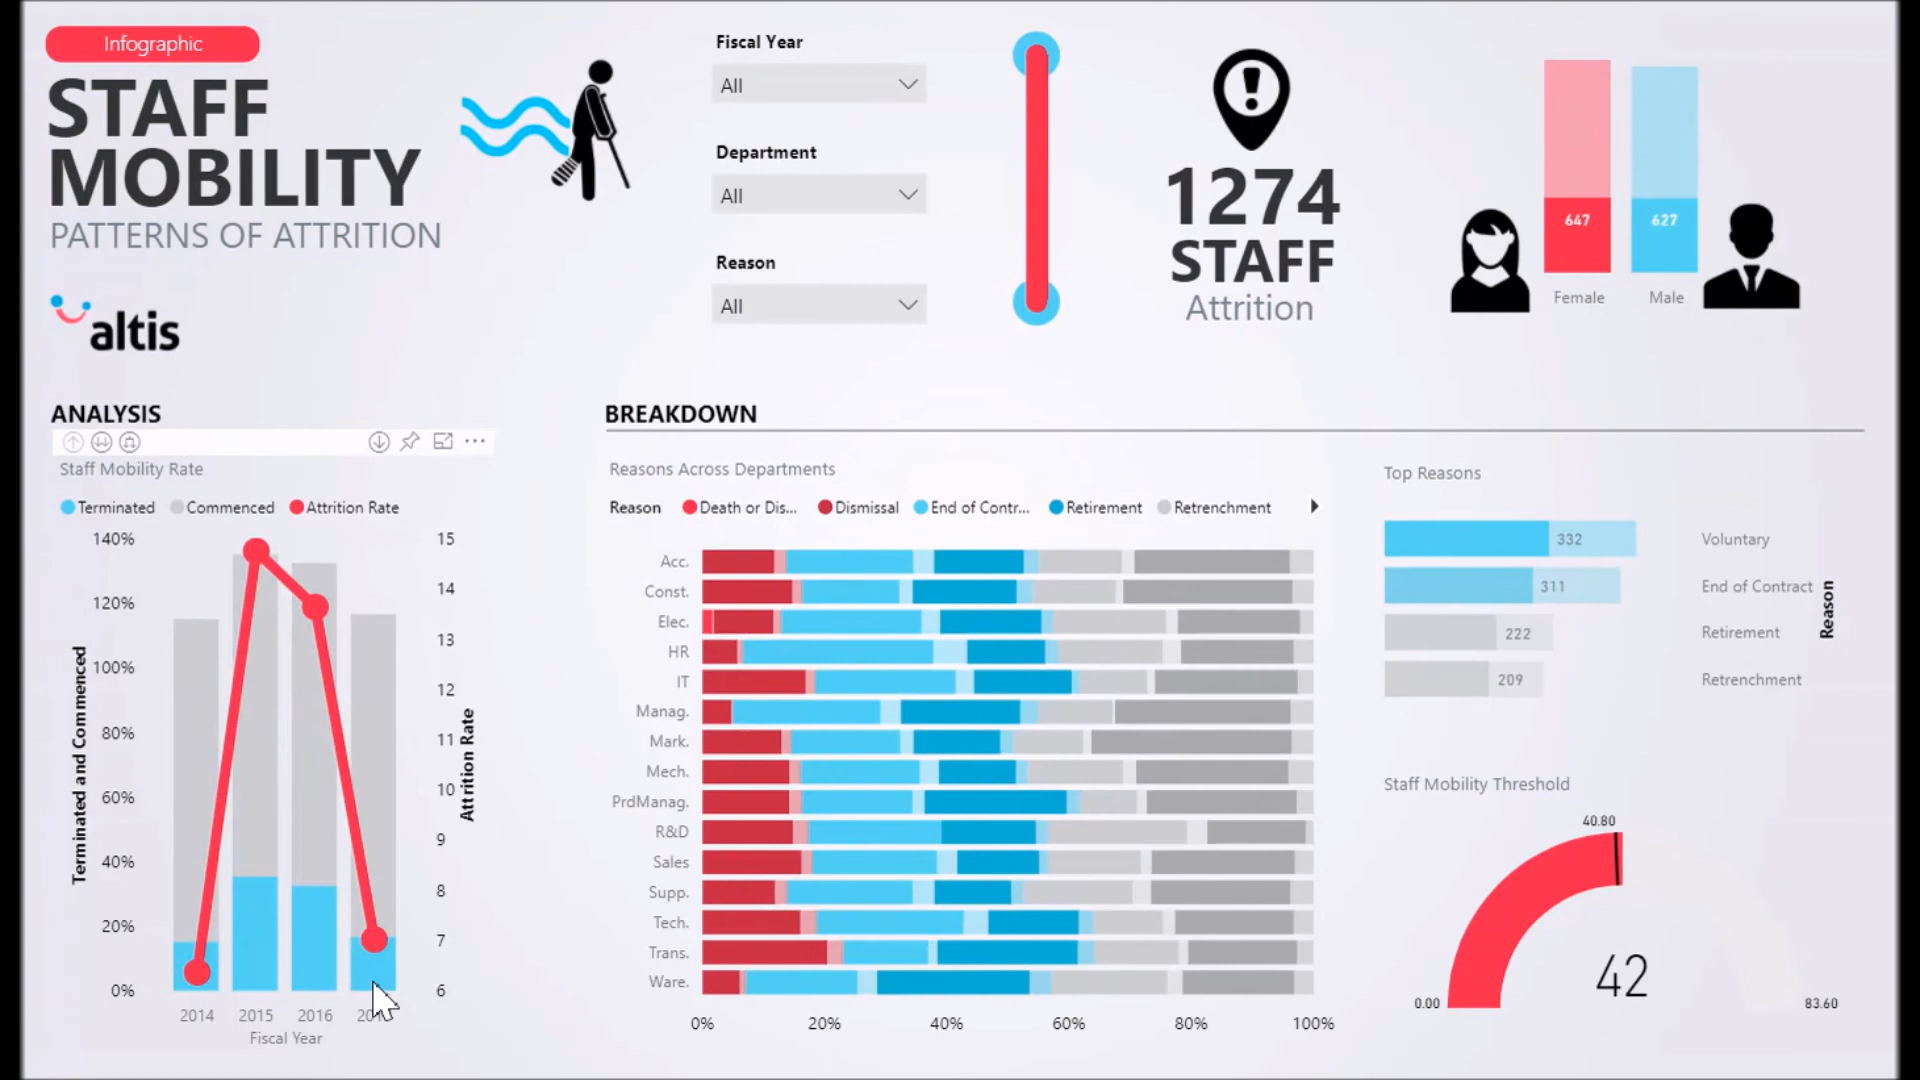 Infographic
STAFF
MOBILITY
PATTERNS OF ATTRITION
altis
Fiscal Year
All
Department
All
Reason
All
!
1274
STAFF
Attrition
647
627
Female
Male
ANALYSIS
Staff Mobility Rate
Terminated Commenced Attrition Rate
Terminated and Commenced
140%
120%
100%
80%
60%
40%
20%
0%
15
14
13
12
11
10
9
8
7
6
Attrition Rate
2014 2015 2016
Fiscal Year
BREAKDOWN
Reasons Across Departments
Reason Death or Dis... Dismissal End of Contr... Retirement Retrenchment
Acc.
Const.
Elec.
HR
IT
Manag.
Mark.
Mech.
PrdManag.
R&D
Sales
Supp.
Tech.
Trans.
Ware.
0% 20% 40% 60% 80% 100%
Top Reasons
332 Voluntary
311 End of Contract
222 Retirement
209 Retrenchment
Reason
Staff Mobility Threshold
40.80
42
0.00
83.60